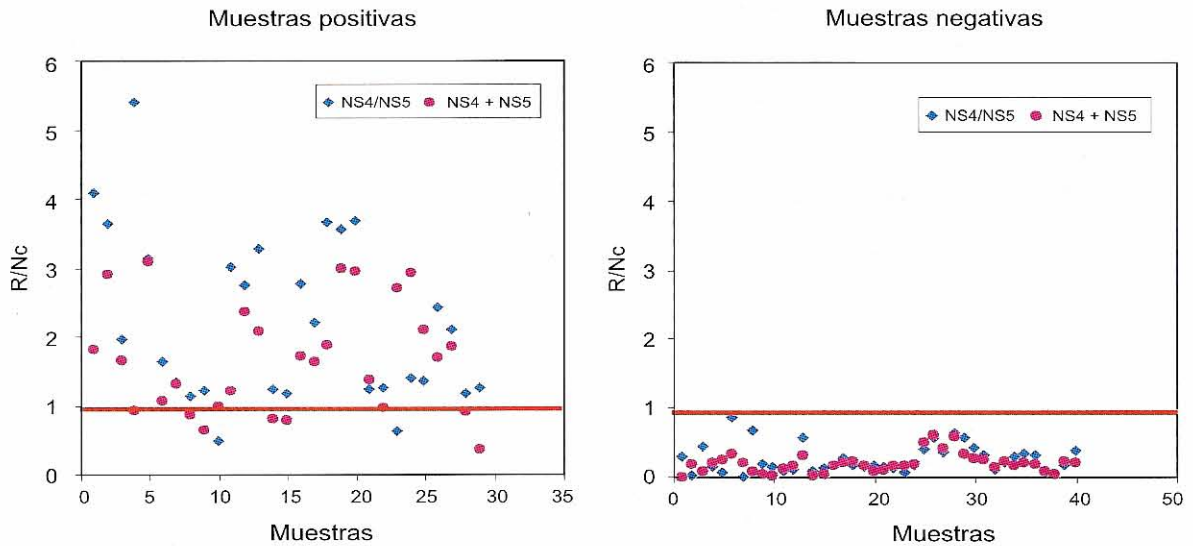 Muestras positivas
6
5
4
3
2
1
0
R/Nc
NS4/NS5 NS4 + NS5
0 5 10 15 20 25 30 35
Muestras
Muestras negativas
6
5
4
3
2
1
0
R/Nc
NS4/NS5 NS4 + NS5
0 10 20 30 40 50
Muestras